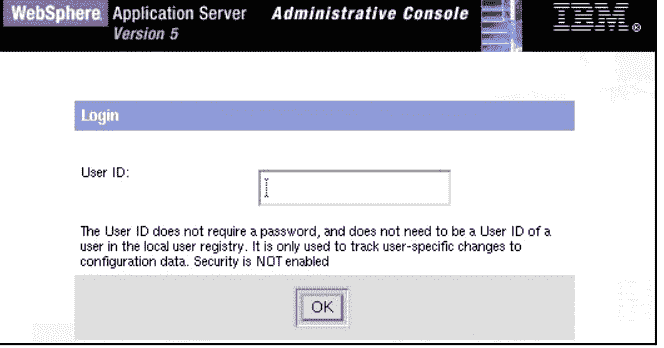 WebSphere Application Server Administrative Console IBM®
Version 5
Login
User ID:
The User ID does not require a password, and does not need to be a User ID of a
user in the local user registry. It is only used to track user-specific changes to
configuration data. Security is NOT enabled
OK